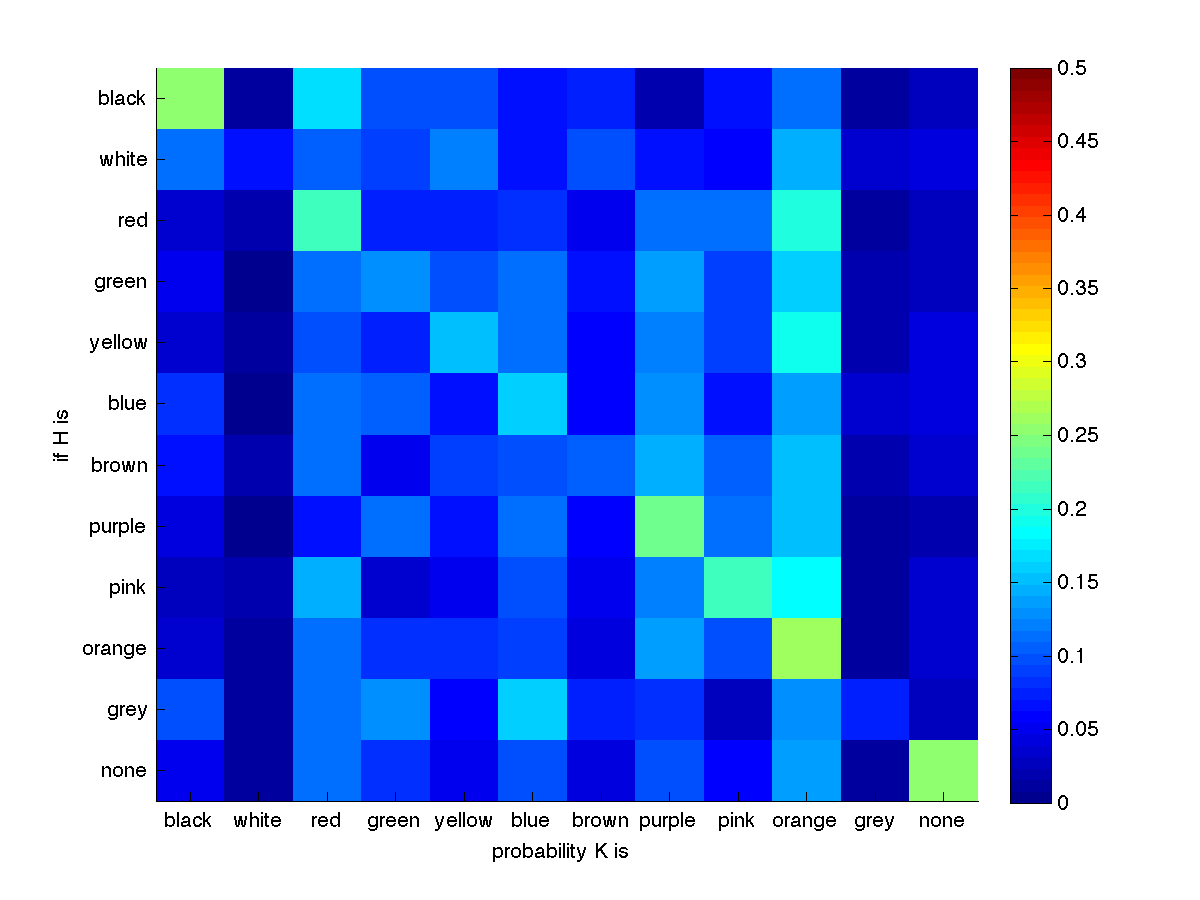 0.5
black
0.45
white
0.4
red
0.35
green
0.3
yellow
0.25
blue
if H is
0.2
brown
0.15
purple
pink
0.1
orange
0.05
grey
none
0
black white red green yellow blue brown purple pink orange grey none
probability K is